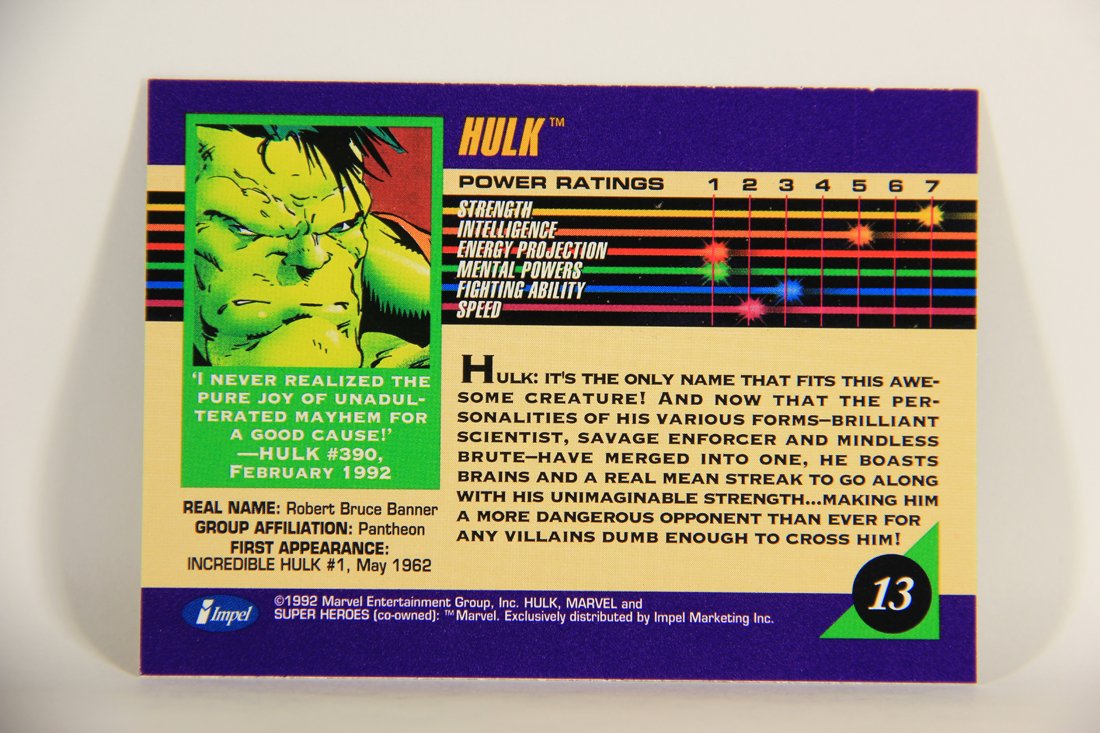 HULK™
POWER RATINGS 1 2 3 4 5 6 7
STRENGTH
INTELLIGENCE
ENERGY PROJECTION
MENTAL POWERS
FIGHTING ABILITY
SPEED
‘I NEVER REALIZED THE
PURE JOY OF UNADUL-
TERATED MAYHEM FOR
A GOOD CAUSE!’
—HULK #390,
FEBRUARY 1992
REAL NAME: Robert Bruce Banner
GROUP AFFILIATION: Pantheon
FIRST APPEARANCE:
INCREDIBLE HULK #1, May 1962
HULK: IT'S THE ONLY NAME THAT FITS THIS AWE-
SOME CREATURE! AND NOW THAT THE PER-
SONALITIES OF HIS VARIOUS FORMS—BRILLIANT
SCIENTIST, SAVAGE ENFORCER AND MINDLESS
BRUTE—HAVE MERGED INTO ONE, HE BOASTS
BRAINS AND A REAL MEAN STREAK TO GO ALONG
WITH HIS UNIMAGINABLE STRENGTH...MAKING HIM
A MORE DANGEROUS OPPONENT THAN EVER FOR
ANY VILLAINS DUMB ENOUGH TO CROSS HIM!
13
Impel
©1992 Marvel Entertainment Group, Inc. HULK, MARVEL and
SUPER HEROES (co-owned): ™Marvel. Exclusively distributed by Impel Marketing Inc.